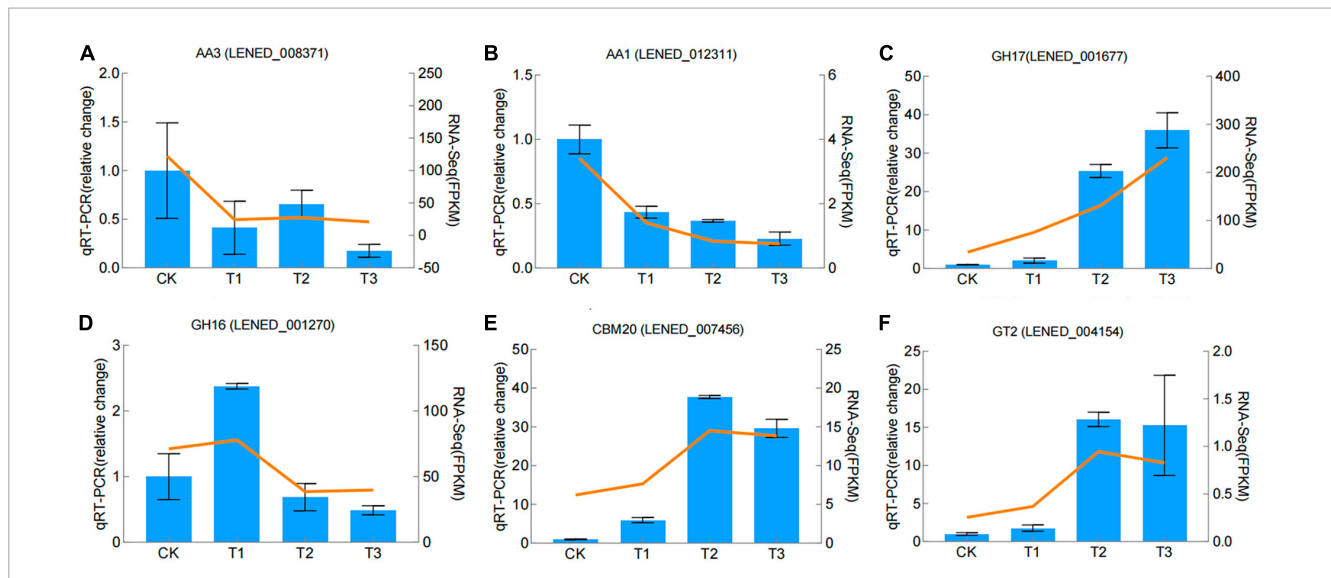 A
AA3 (LENED_008371)
qRT-PCR(relative change)
2.0
1.5
1.0
0.5
0.0
250
200
150
100
50
0
-50
RNA-Seq(FPKM)
CK T1 T2 T3
B
AA1 (LENED_012311)
qRT-PCR(relative change)
1.5
1.0
0.5
0.0
6
4
2
0
RNA-Seq(FPKM)
CK T1 T2 T3
C
GH17(LENED_001677)
qRT-PCR(relative change)
50
40
30
20
10
0
400
300
200
100
0
RNA-Seq(FPKM)
CK T1 T2 T3
D
GH16 (LENED_001270)
qRT-PCR(relative change)
3
2
1
0
150
100
50
0
RNA-Seq(FPKM)
CK T1 T2 T3
E
CBM20 (LENED_007456)
qRT-PCR(relative change)
50
40
30
20
10
0
25
20
15
10
5
0
RNA-Seq(FPKM)
CK T1 T2 T3
F
GT2 (LENED_004154)
qRT-PCR(relative change)
25
20
15
10
5
0
2.0
1.5
1.0
0.5
0.0
RNA-Seq(FPKM)
CK T1 T2 T3